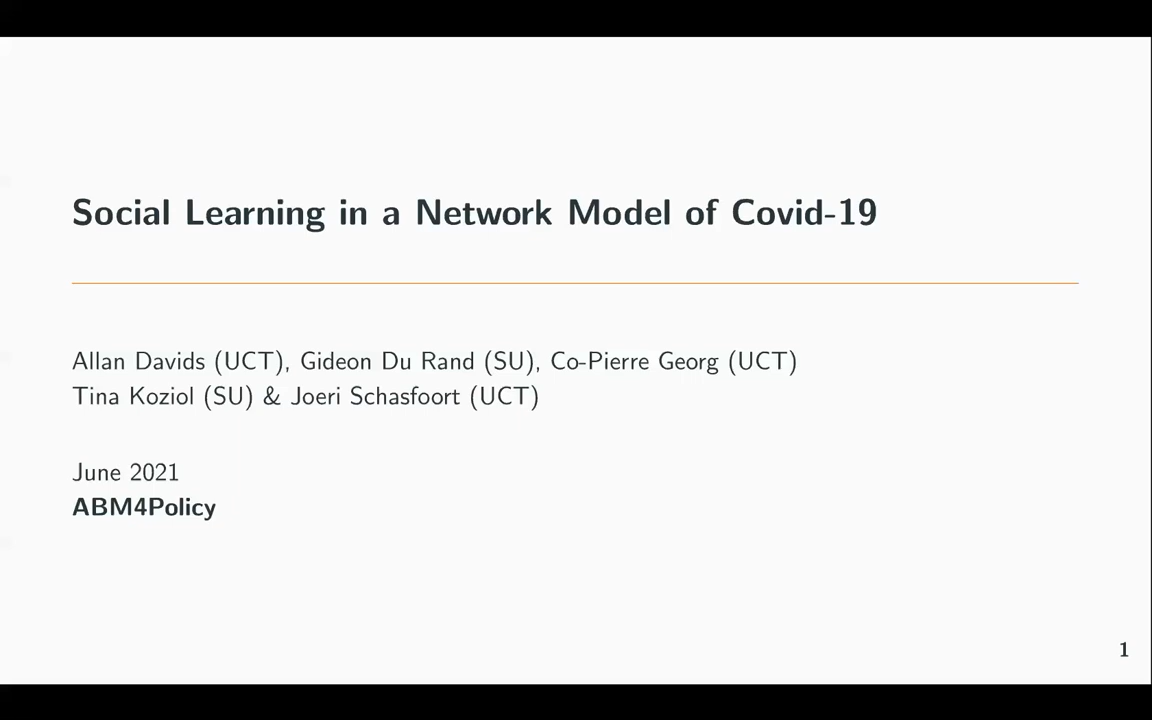 Social Learning in a Network Model of Covid-19
Allan Davids (UCT), Gideon Du Rand (SU), Co-Pierre Georg (UCT)
Tina Koziol (SU) & Joeri Schasfoort (UCT)
June 2021
ABM4Policy
1